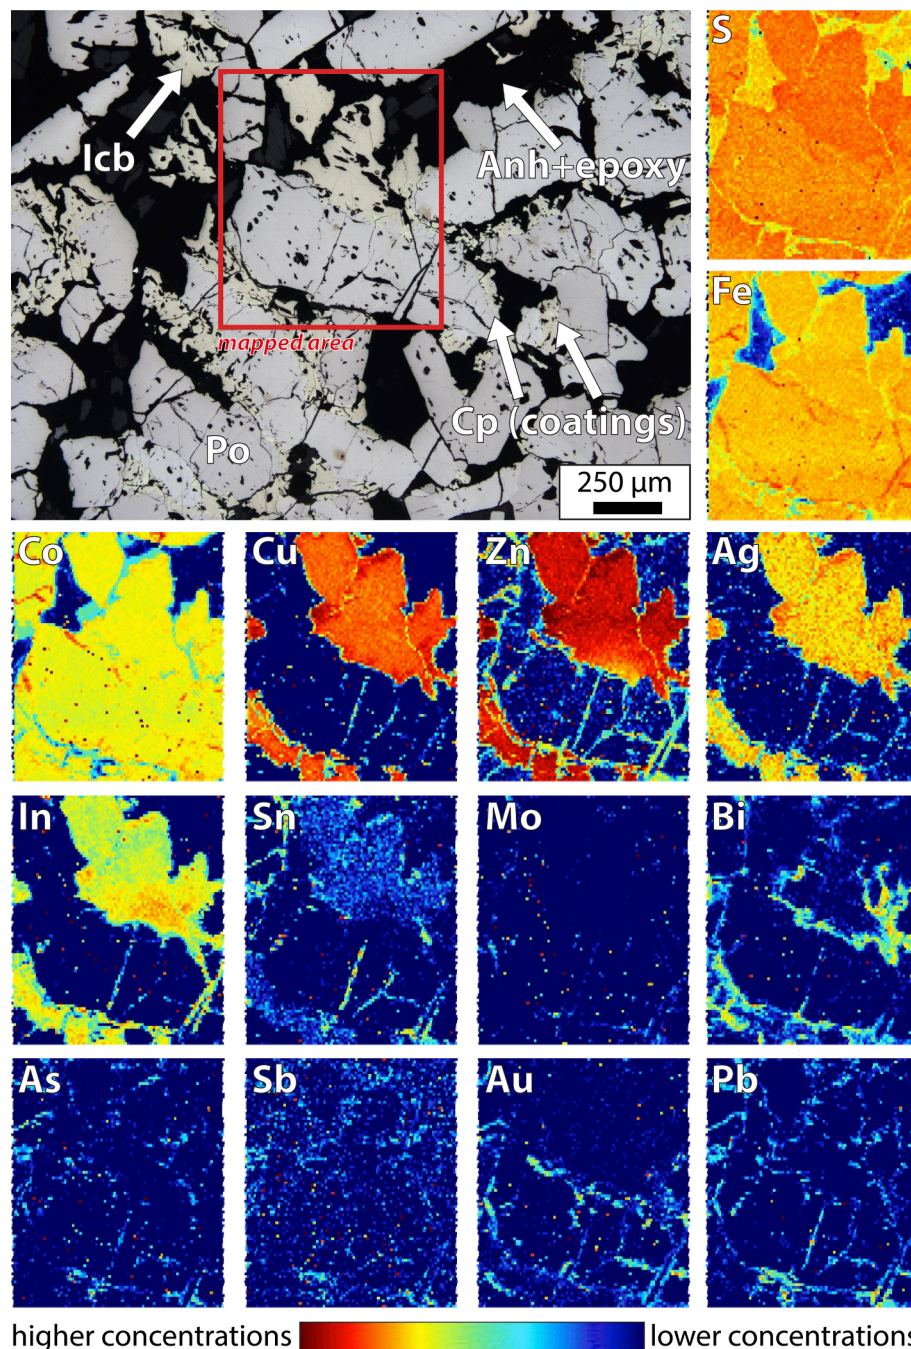 S
Icb
Anh+epoxy
Fe
mapped area
Cp (coatings)
Po
250 µm
Co
Cu
Zn
Ag
In
Sn
Mo
Bi
As
Sb
Au
Pb
higher concentrations
lower concentrations